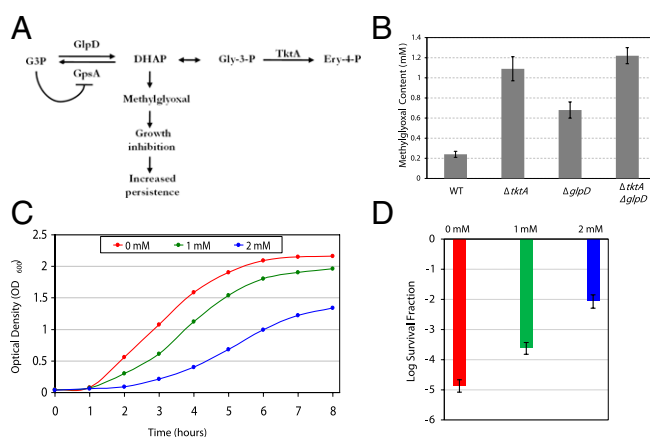 A
GlpD
G3P
DHAP
Gly-3-P
TktA
Ery-4-P
GpsA
Methylglyoxal
Growth
inhibition
Increased
persistence
B
Methylglyoxal Content (mM)
1.4
1.2
1
0.8
0.6
0.4
0.2
0
WT
ΔtktA
ΔglpD
ΔtktA
ΔglpD
C
Optical Density (OD 600)
2.5
2
1.5
1
0.5
0
0 mM
1 mM
2 mM
0 1 2 3 4 5 6 7 8
Time (hours)
D
0 mM
1 mM
2 mM
Log Survival Fraction
0
-1
-2
-3
-4
-5
-6